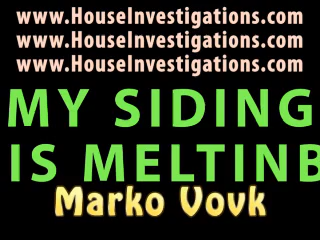 www.HouseInvestigations.com
www.HouseInvestigations.com
www.HouseInvestigations.com
MY SIDING
IS MELTINB
Marko Vovk